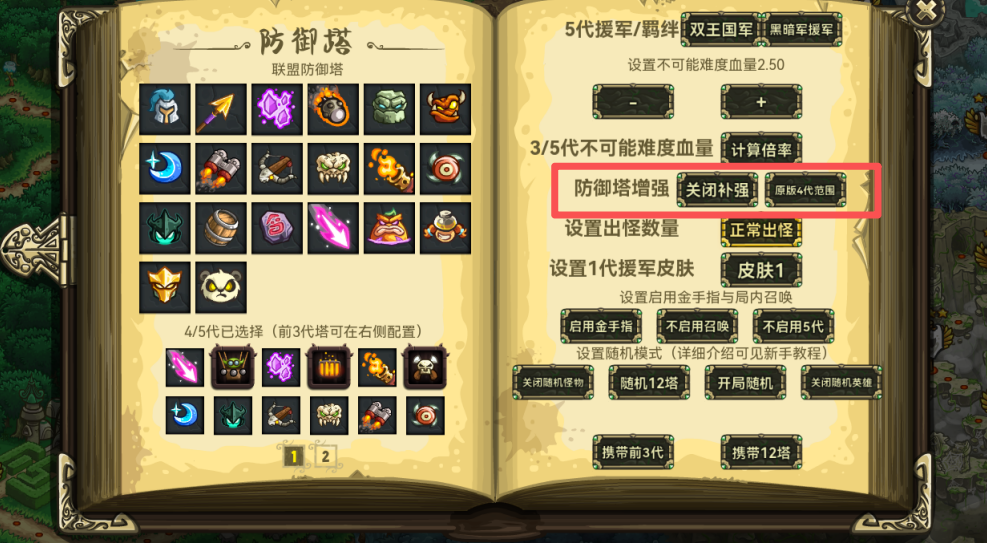 防御塔
联盟防御塔
4/5代已选择（前3代塔可在右侧配置）
1 2
5代援军/羁绊 双王国军 黑暗军援军
设置不可能难度血量2.50
- +
3/5代不可能难度血量 计算倍率
防御塔增强 关闭补强 原版4代范围
设置出怪数量 正常出怪
设置1代援军皮肤 皮肤1
设置启用金手指与局内召唤
启用金手指 不启用召唤 不启用5代
设置随机模式（详细介绍可见新手教程）
关闭随机怪物 随机12塔 开局随机 关闭随机英雄
携带前3代 携带12塔